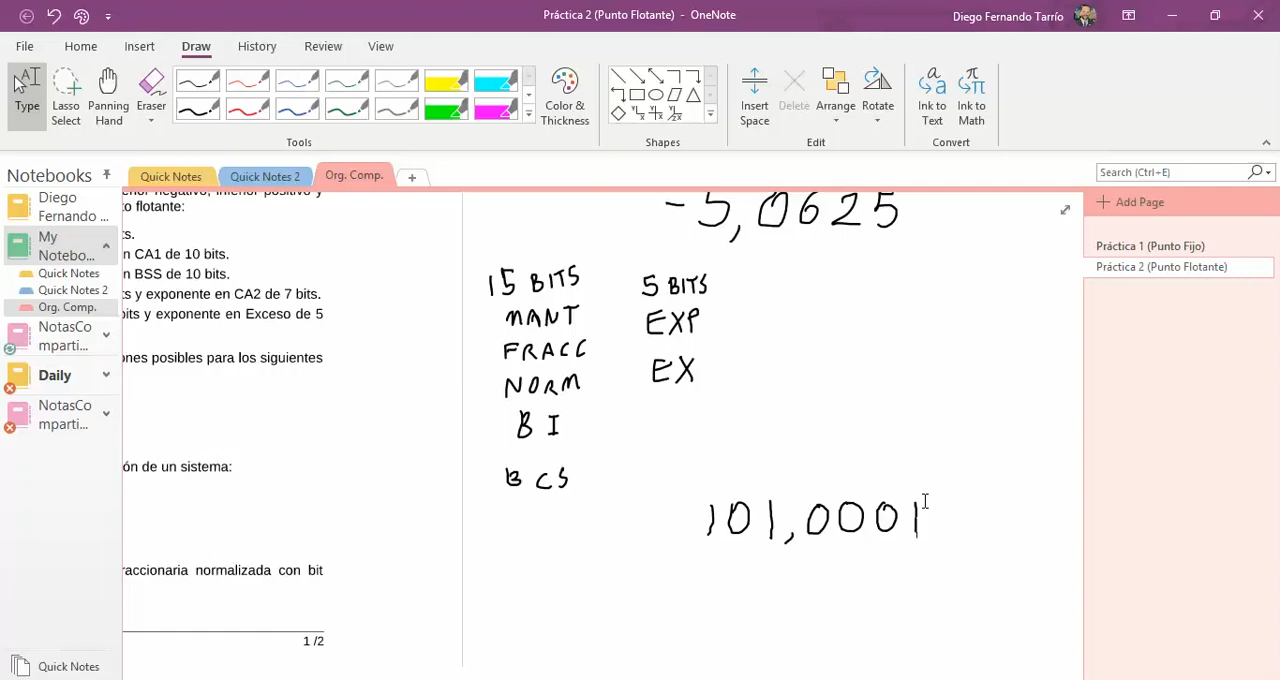 Práctica 2 (Punto Flotante) - OneNote
Diego Fernando Tarrío
File Home Insert Draw History Review View
Type
Lasso Select
Panning Hand
Eraser
Color & Thickness
Insert Space
Delete
Arrange
Rotate
Ink to Text
Ink to Math
Tools
Shapes
Edit
Convert
Notebooks
Quick Notes
Quick Notes 2
Org. Comp.
Search (Ctrl+E)
Diego Fernando ...
My Notebo...
Quick Notes
Quick Notes 2
Org. Comp.
NotasCo mparti...
Daily
NotasCo mparti...
Quick Notes
negativo, inferior positivo y
to flotante:
ts.
n CA1 de 10 bits.
n BSS de 10 bits.
ts y exponente en CA2 de 7 bits.
bits y exponente en Exceso de 5
ones posibles para los siguientes
ón de un sistema:
raccionaria normalizada con bit
1 /2
-5,0625
15 BITS 5 BITS
MANT EXP
FRACC EX
NORM
B I
BCS
101,0001
Add Page
Práctica 1 (Punto Fijo)
Práctica 2 (Punto Flotante)